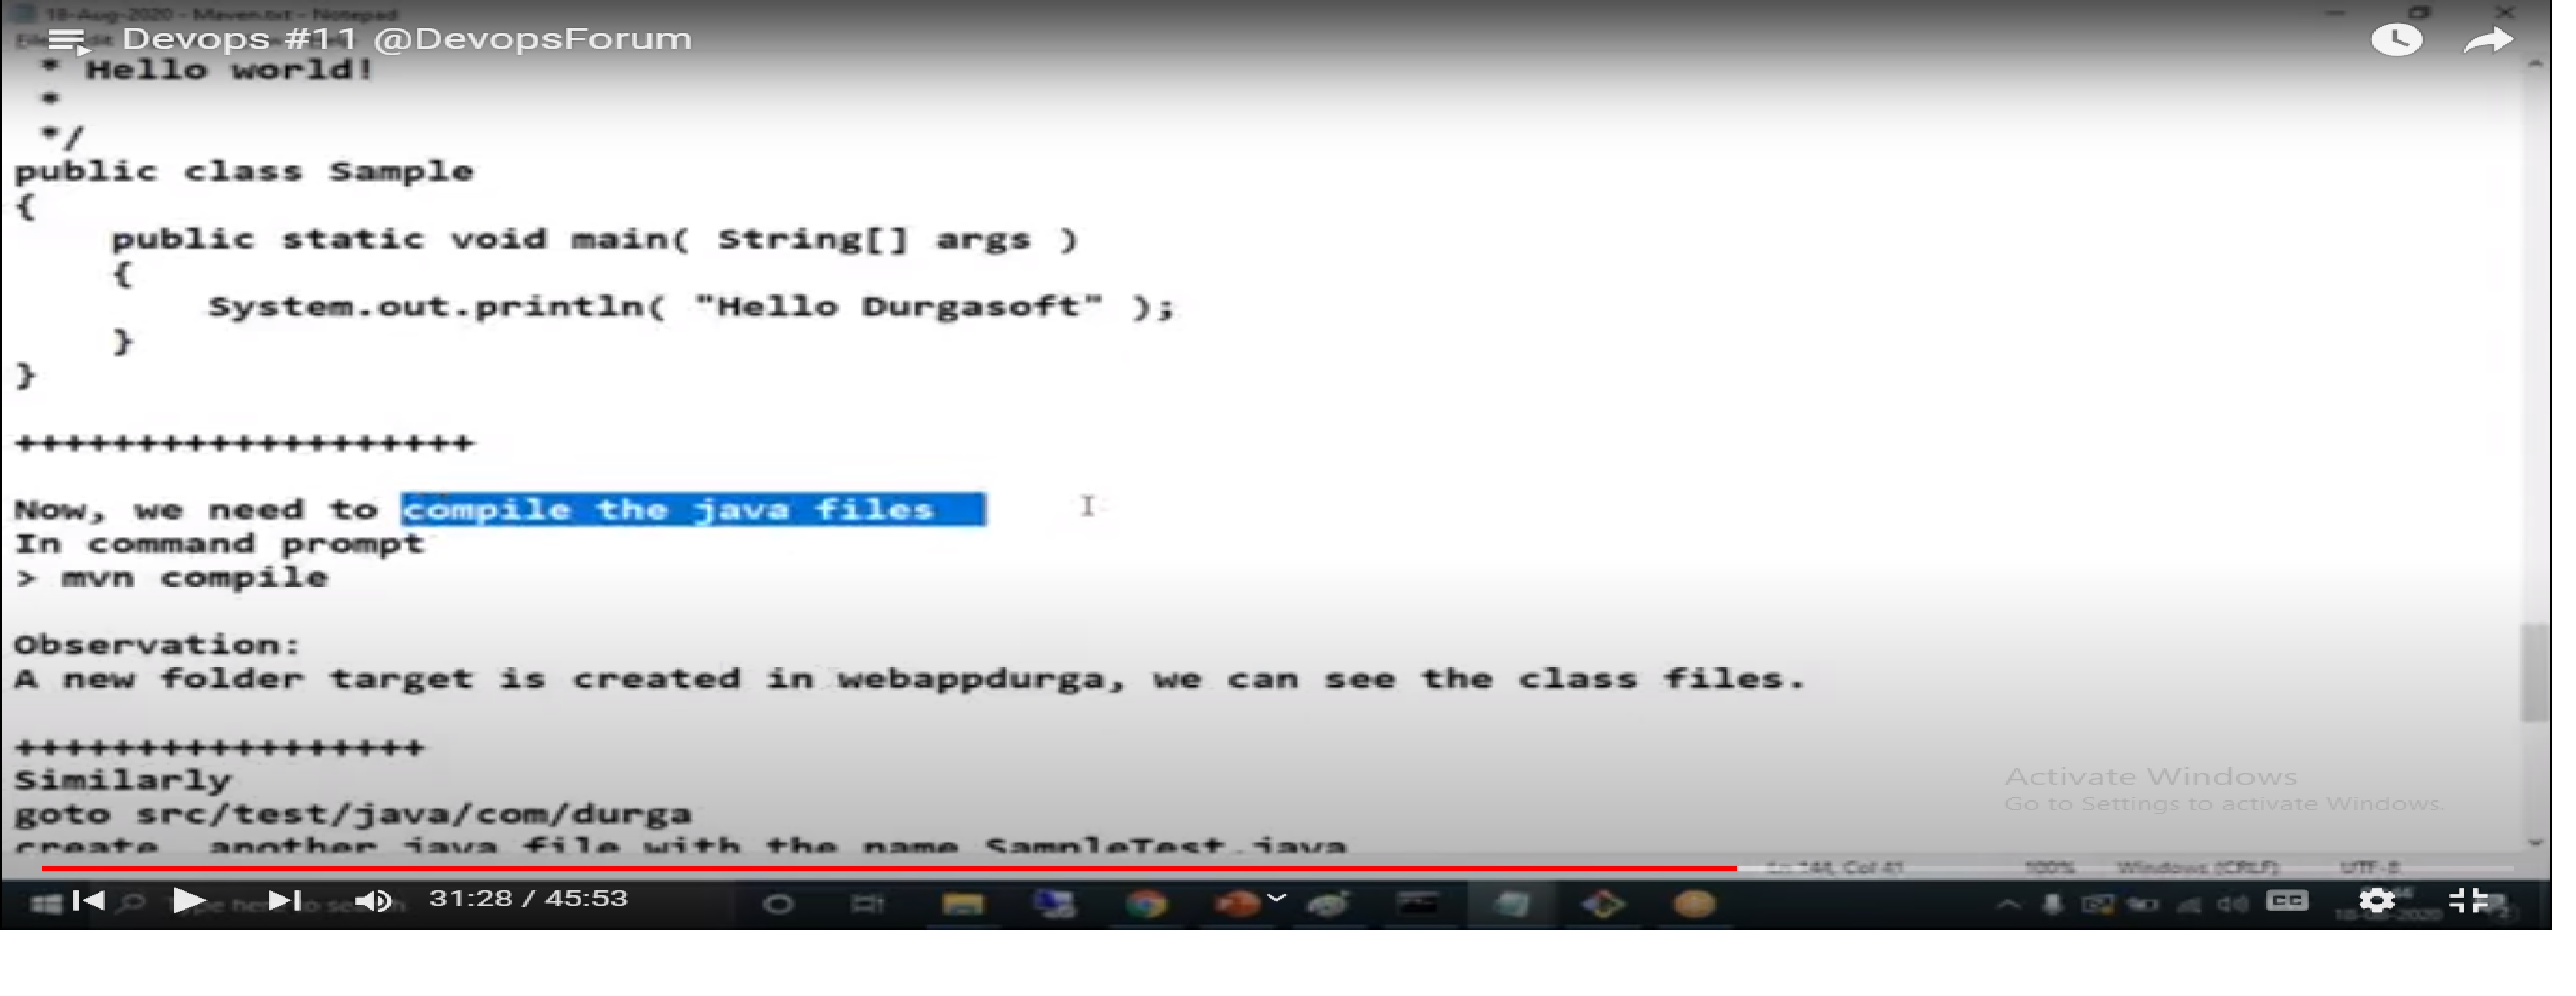 18-Aug-2020 - Maven.txt - Notepad
Devops #11 @DevopsForum
* Hello world!
*
*/
public class Sample
{
public static void main( String[] args )
{
System.out.println( "Hello Durgasoft" );
}
}
+++++++++++++++++++
Now, we need to compile the java files
In command prompt
> mvn compile
Observation:
A new folder target is created in webappdurga, we can see the class files.
+++++++++++++++++
Similarly
goto src/test/java/com/durga
create another java file with the name SampleTest.java
Activate Windows
Go to Settings to activate Windows.
Ln 144, Col 41 100% Windows (CRLF) UTF-8
31:28 / 45:53
CC